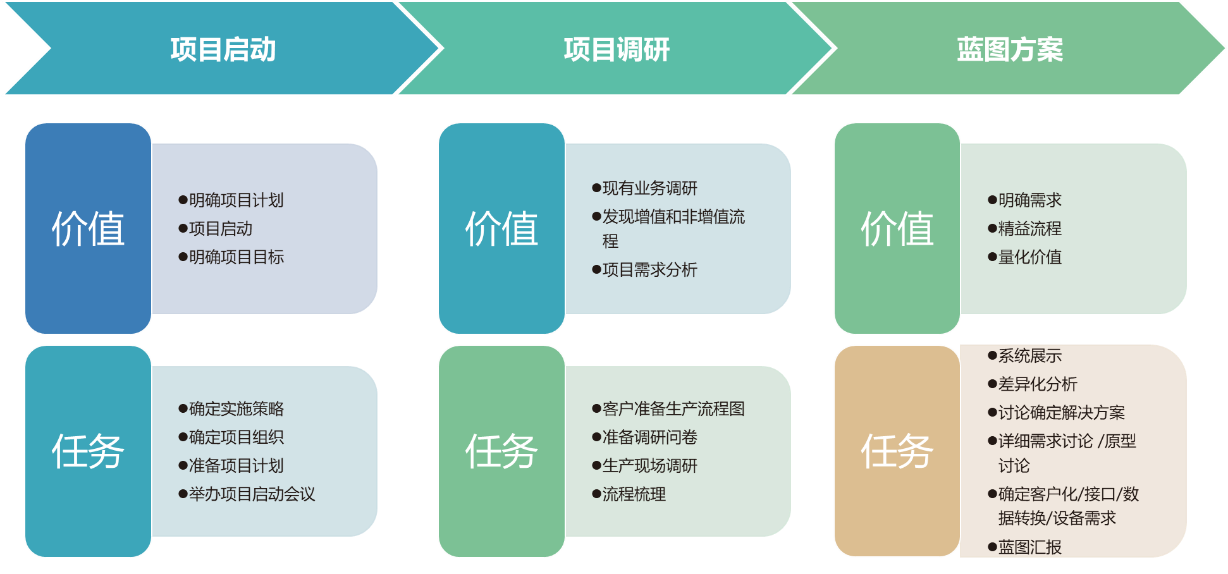 项目启动
项目调研
蓝图方案
价值
●明确项目计划
●项目启动
●明确项目目标
价值
●现有业务调研
●发现增值和非增值流
程
●项目需求分析
价值
●明确需求
●精益流程
●量化价值
任务
●确定实施策略
●确定项目组织
●准备项目计划
●举办项目启动会议
任务
●客户准备生产流程图
●准备调研问卷
●生产现场调研
●流程梳理
任务
●系统展示
●差异化分析
●讨论确定解决方案
●详细需求讨论 /原型
讨论
●确定客户化/接口/数
据转换/设备需求
●蓝图汇报